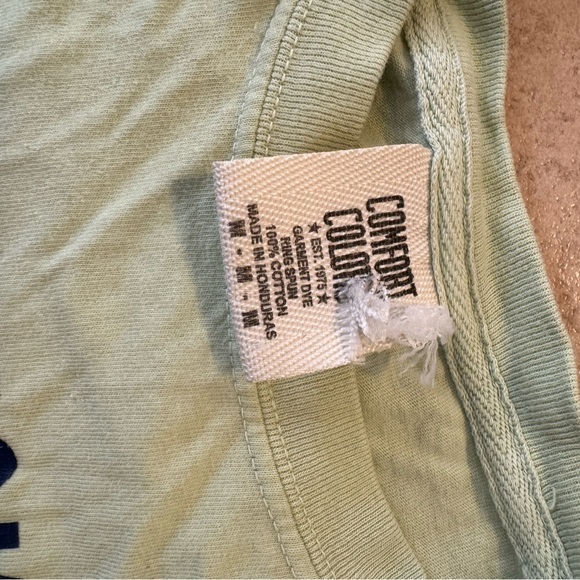 COMFORT
COLORS
★ EST. 1975 ★
GARMENT DYE
RING SPUN
100% COTTON
MADE IN HONDURAS
M - M - M